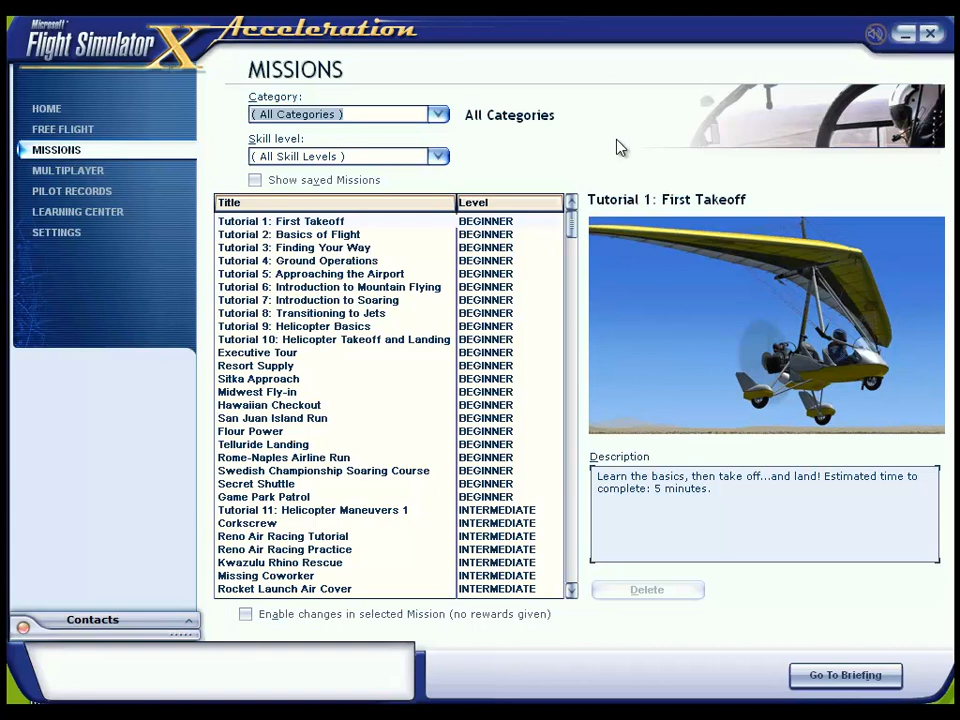 Microsoft
Flight Simulator X Acceleration
MISSIONS
HOME
FREE FLIGHT
MISSIONS
MULTIPLAYER
PILOT RECORDS
LEARNING CENTER
SETTINGS
Category:
( All Categories )
All Categories
Skill level:
( All Skill Levels )
Show saved Missions
Title Level
Tutorial 1: First Takeoff BEGINNER
Tutorial 2: Basics of Flight BEGINNER
Tutorial 3: Finding Your Way BEGINNER
Tutorial 4: Ground Operations BEGINNER
Tutorial 5: Approaching the Airport BEGINNER
Tutorial 6: Introduction to Mountain Flying BEGINNER
Tutorial 7: Introduction to Soaring BEGINNER
Tutorial 8: Transitioning to Jets BEGINNER
Tutorial 9: Helicopter Basics BEGINNER
Tutorial 10: Helicopter Takeoff and Landing BEGINNER
Executive Tour BEGINNER
Resort Supply BEGINNER
Sitka Approach BEGINNER
Midwest Fly-in BEGINNER
Hawaiian Checkout BEGINNER
San Juan Island Run BEGINNER
Flour Power BEGINNER
Telluride Landing BEGINNER
Rome-Naples Airline Run BEGINNER
Swedish Championship Soaring Course BEGINNER
Secret Shuttle BEGINNER
Game Park Patrol BEGINNER
Tutorial 11: Helicopter Maneuvers 1 INTERMEDIATE
Corkscrew INTERMEDIATE
Reno Air Racing Tutorial INTERMEDIATE
Reno Air Racing Practice INTERMEDIATE
Kwazulu Rhino Rescue INTERMEDIATE
Missing Coworker INTERMEDIATE
Rocket Launch Air Cover INTERMEDIATE
Enable changes in selected Mission (no rewards given)
Tutorial 1: First Takeoff
Description
Learn the basics, then take off...and land! Estimated time to
complete: 5 minutes.
Delete
Contacts
Go To Briefing